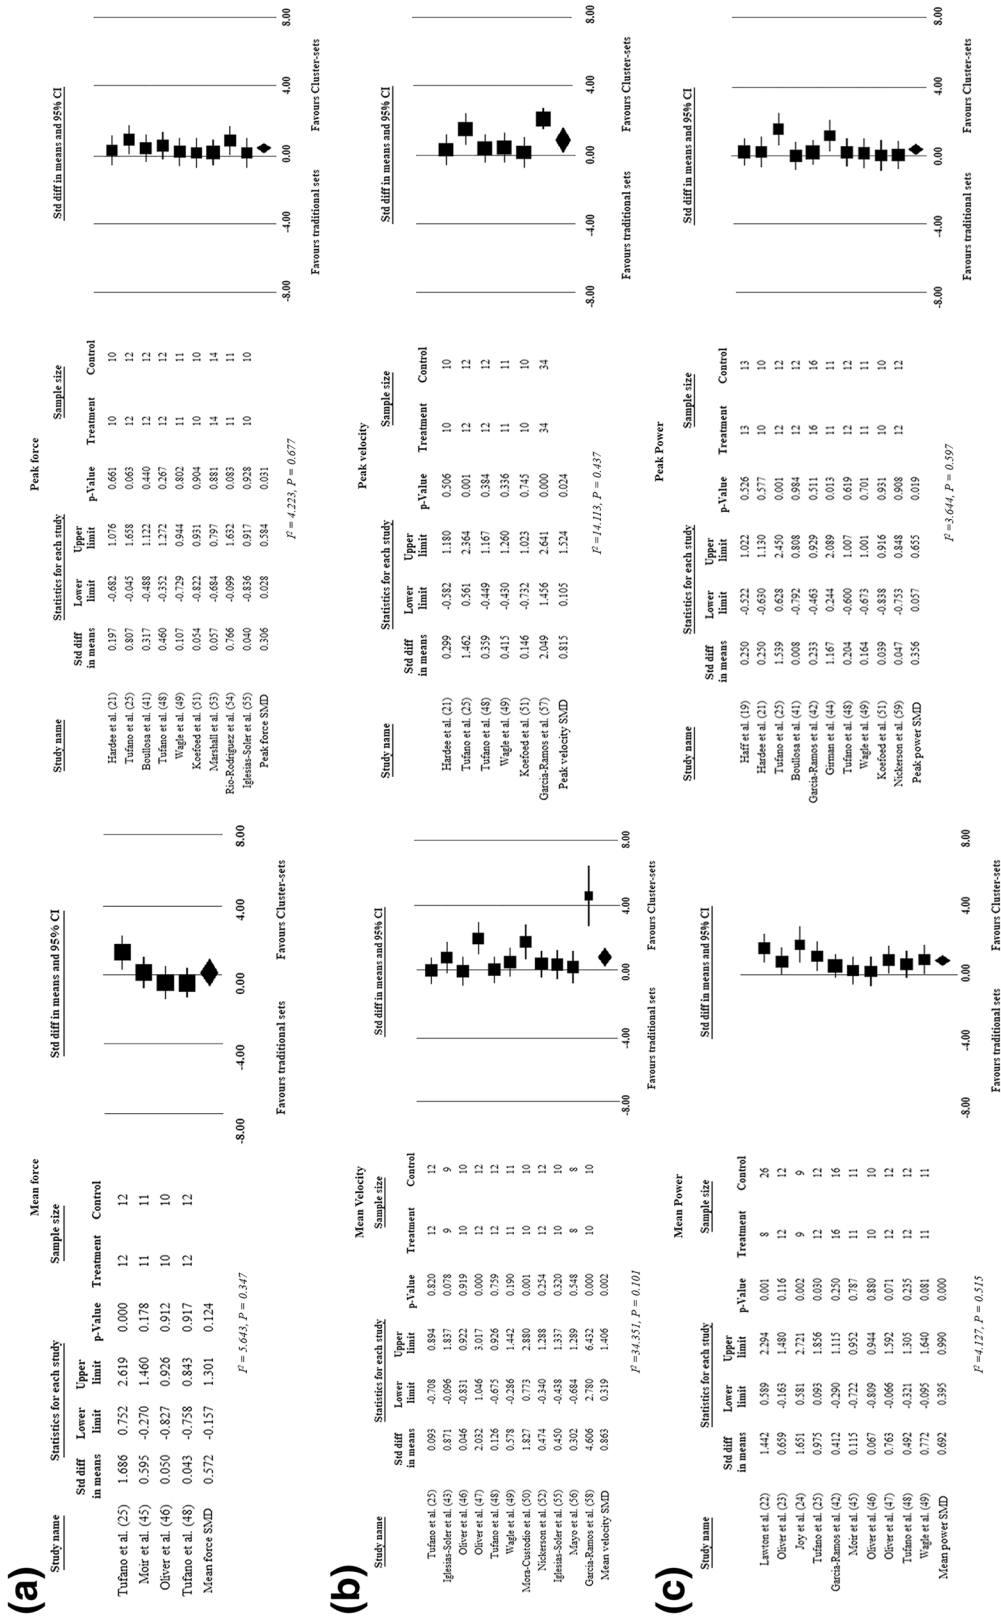 (a)
Mean force
Study name Statistics for each study Sample size Std diff in means and 95% CI
Std diff in means Lower limit Upper limit p-Value Treatment Control
Tufano et al. (25) 1.686 0.752 2.619 0.000 12 12
Moir et al. (45) 0.595 -0.270 1.460 0.178 11 11
Oliver et al. (46) 0.050 -0.827 0.926 0.912 10 10
Tufano et al. (48) 0.043 -0.758 0.843 0.917 12 12
Mean force SMD 0.572 -0.157 1.301 0.124
-8.00 -4.00 0.00 4.00 8.00
Favours traditional sets Favours Cluster-sets
I² = 5.643, P = 0.347
Peak force
Study name Statistics for each study Sample size Std diff in means and 95% CI
Std diff in means Lower limit Upper limit p-Value Treatment Control
Hardee et al. (21) 0.197 -0.682 1.076 0.661 10 10
Tufano et al. (25) 0.807 -0.045 1.658 0.063 12 12
Boullosa et al. (41) 0.317 -0.488 1.122 0.440 12 12
Tufano et al. (48) 0.460 -0.352 1.272 0.267 12 12
Wagle et al. (49) 0.107 -0.729 0.944 0.802 11 11
Koefoed et al. (51) 0.054 -0.822 0.931 0.904 10 10
Marshall et al. (53) 0.057 -0.684 0.797 0.881 14 14
Rio-Rodriguez et al. (54) 0.766 -0.099 1.632 0.083 11 11
Iglesias-Soler et al. (55) 0.040 -0.836 0.917 0.928 10 10
Peak force SMD 0.306 0.028 0.584 0.031
-8.00 -4.00 0.00 4.00 8.00
Favours traditional sets Favours Cluster-sets
I² = 4.223, P = 0.677
(b)
Mean Velocity
Study name Statistics for each study Sample size Std diff in means and 95% CI
Std diff in means Lower limit Upper limit p-Value Treatment Control
Tufano et al. (25) 0.093 -0.708 0.894 0.820 12 12
Iglesias-Soler et al. (43) 0.871 -0.096 1.837 0.078 9 9
Oliver et al. (46) 0.046 -0.831 0.922 0.919 10 10
Oliver et al. (47) 2.032 1.046 3.017 0.000 12 12
Tufano et al. (48) 0.126 -0.675 0.926 0.759 12 12
Wagle et al. (49) 0.578 -0.286 1.442 0.190 11 11
Mora-Custodio et al. (50) 1.827 0.773 2.880 0.001 10 10
Nickerson et al. (52) 0.474 -0.340 1.288 0.254 12 12
Iglesias-Soler et al. (55) 0.450 -0.438 1.337 0.320 10 10
Mayo et al. (56) 0.302 -0.684 1.289 0.548 8 8
Garcia-Ramos et al. (58) 4.606 2.780 6.432 0.000 10 10
Mean velocity SMD 0.863 0.319 1.406 0.002
-8.00 -4.00 0.00 4.00 8.00
Favours traditional sets Favours Cluster-sets
I² =34.351, P = 0.101
Peak velocity
Study name Statistics for each study Sample size Std diff in means and 95% CI
Std diff in means Lower limit Upper limit p-Value Treatment Control
Hardee et al. (21) 0.299 -0.582 1.180 0.506 10 10
Tufano et al. (25) 1.462 0.561 2.364 0.001 12 12
Tufano et al. (48) 0.359 -0.449 1.167 0.384 12 12
Wagle et al. (49) 0.415 -0.430 1.260 0.336 11 11
Koefoed et al. (51) 0.146 -0.732 1.023 0.745 10 10
Garcia-Ramos et al. (57) 2.049 1.456 2.641 0.000 34 34
Peak velocity SMD 0.815 0.105 1.524 0.024
-8.00 -4.00 0.00 4.00 8.00
Favours traditional sets Favours Cluster-sets
I² =14.113, P = 0.437
(c)
Mean Power
Study name Statistics for each study Sample size Std diff in means and 95% CI
Std diff in means Lower limit Upper limit p-Value Treatment Control
Lawton et al. (22) 1.442 0.589 2.294 0.001 8 26
Oliver et al. (23) 0.659 -0.163 1.480 0.116 12 12
Joy et al. (24) 1.651 0.581 2.721 0.002 9 9
Tufano et al. (25) 0.975 0.093 1.856 0.030 12 12
Garcia-Ramos et al. (42) 0.412 -0.290 1.115 0.250 16 16
Moir et al. (45) 0.115 -0.722 0.952 0.787 11 11
Oliver et al. (46) 0.067 -0.809 0.944 0.880 10 10
Oliver et al. (47) 0.763 -0.066 1.592 0.071 12 12
Tufano et al. (48) 0.492 -0.321 1.305 0.235 12 12
Wagle et al. (49) 0.772 -0.095 1.640 0.081 11 11
Mean power SMD 0.692 0.395 0.990 0.000
-8.00 -4.00 0.00 4.00 8.00
Favours traditional sets Favours Cluster-sets
I² =4.127, P = 0.515
Peak Power
Study name Statistics for each study Sample size Std diff in means and 95% CI
Std diff in means Lower limit Upper limit p-Value Treatment Control
Haff et al. (19) 0.250 -0.522 1.022 0.526 13 13
Hardee et al. (21) 0.250 -0.630 1.130 0.577 10 10
Tufano et al. (25) 1.539 0.628 2.450 0.001 12 12
Boullosa et al. (41) 0.008 -0.792 0.808 0.984 12 12
Garcia-Ramos et al. (42) 0.233 -0.463 0.929 0.511 16 16
Girman et al. (44) 1.167 0.244 2.089 0.013 11 11
Tufano et al. (48) 0.204 -0.600 1.007 0.619 12 12
Wagle et al. (49) 0.164 -0.673 1.001 0.701 11 11
Koefoed et al. (51) 0.039 -0.838 0.916 0.931 10 10
Nickerson et al. (59) 0.047 -0.753 0.848 0.908 12 12
Peak power SMD 0.356 0.057 0.655 0.019
-8.00 -4.00 0.00 4.00 8.00
Favours traditional sets Favours Cluster-sets
I² =3.644, P = 0.597